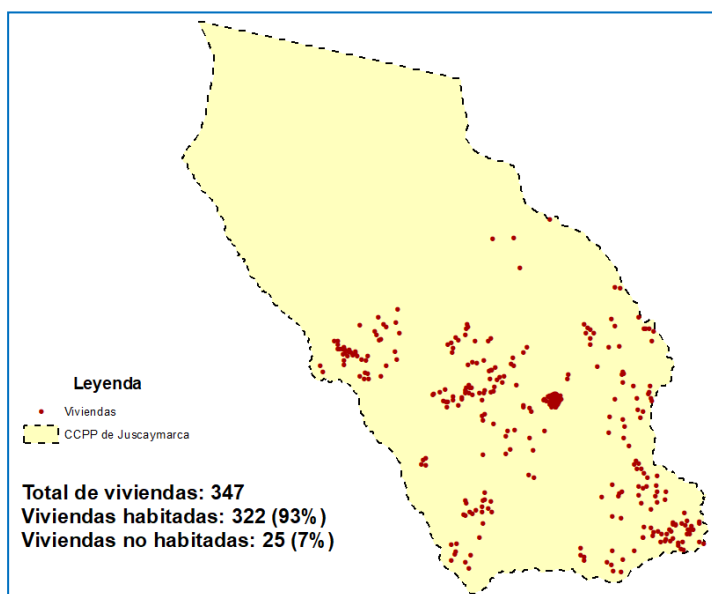 Leyenda
Viviendas
CCPP de Juscaymarca
Total de viviendas: 347
Viviendas habitadas: 322 (93%)
Viviendas no habitadas: 25 (7%)